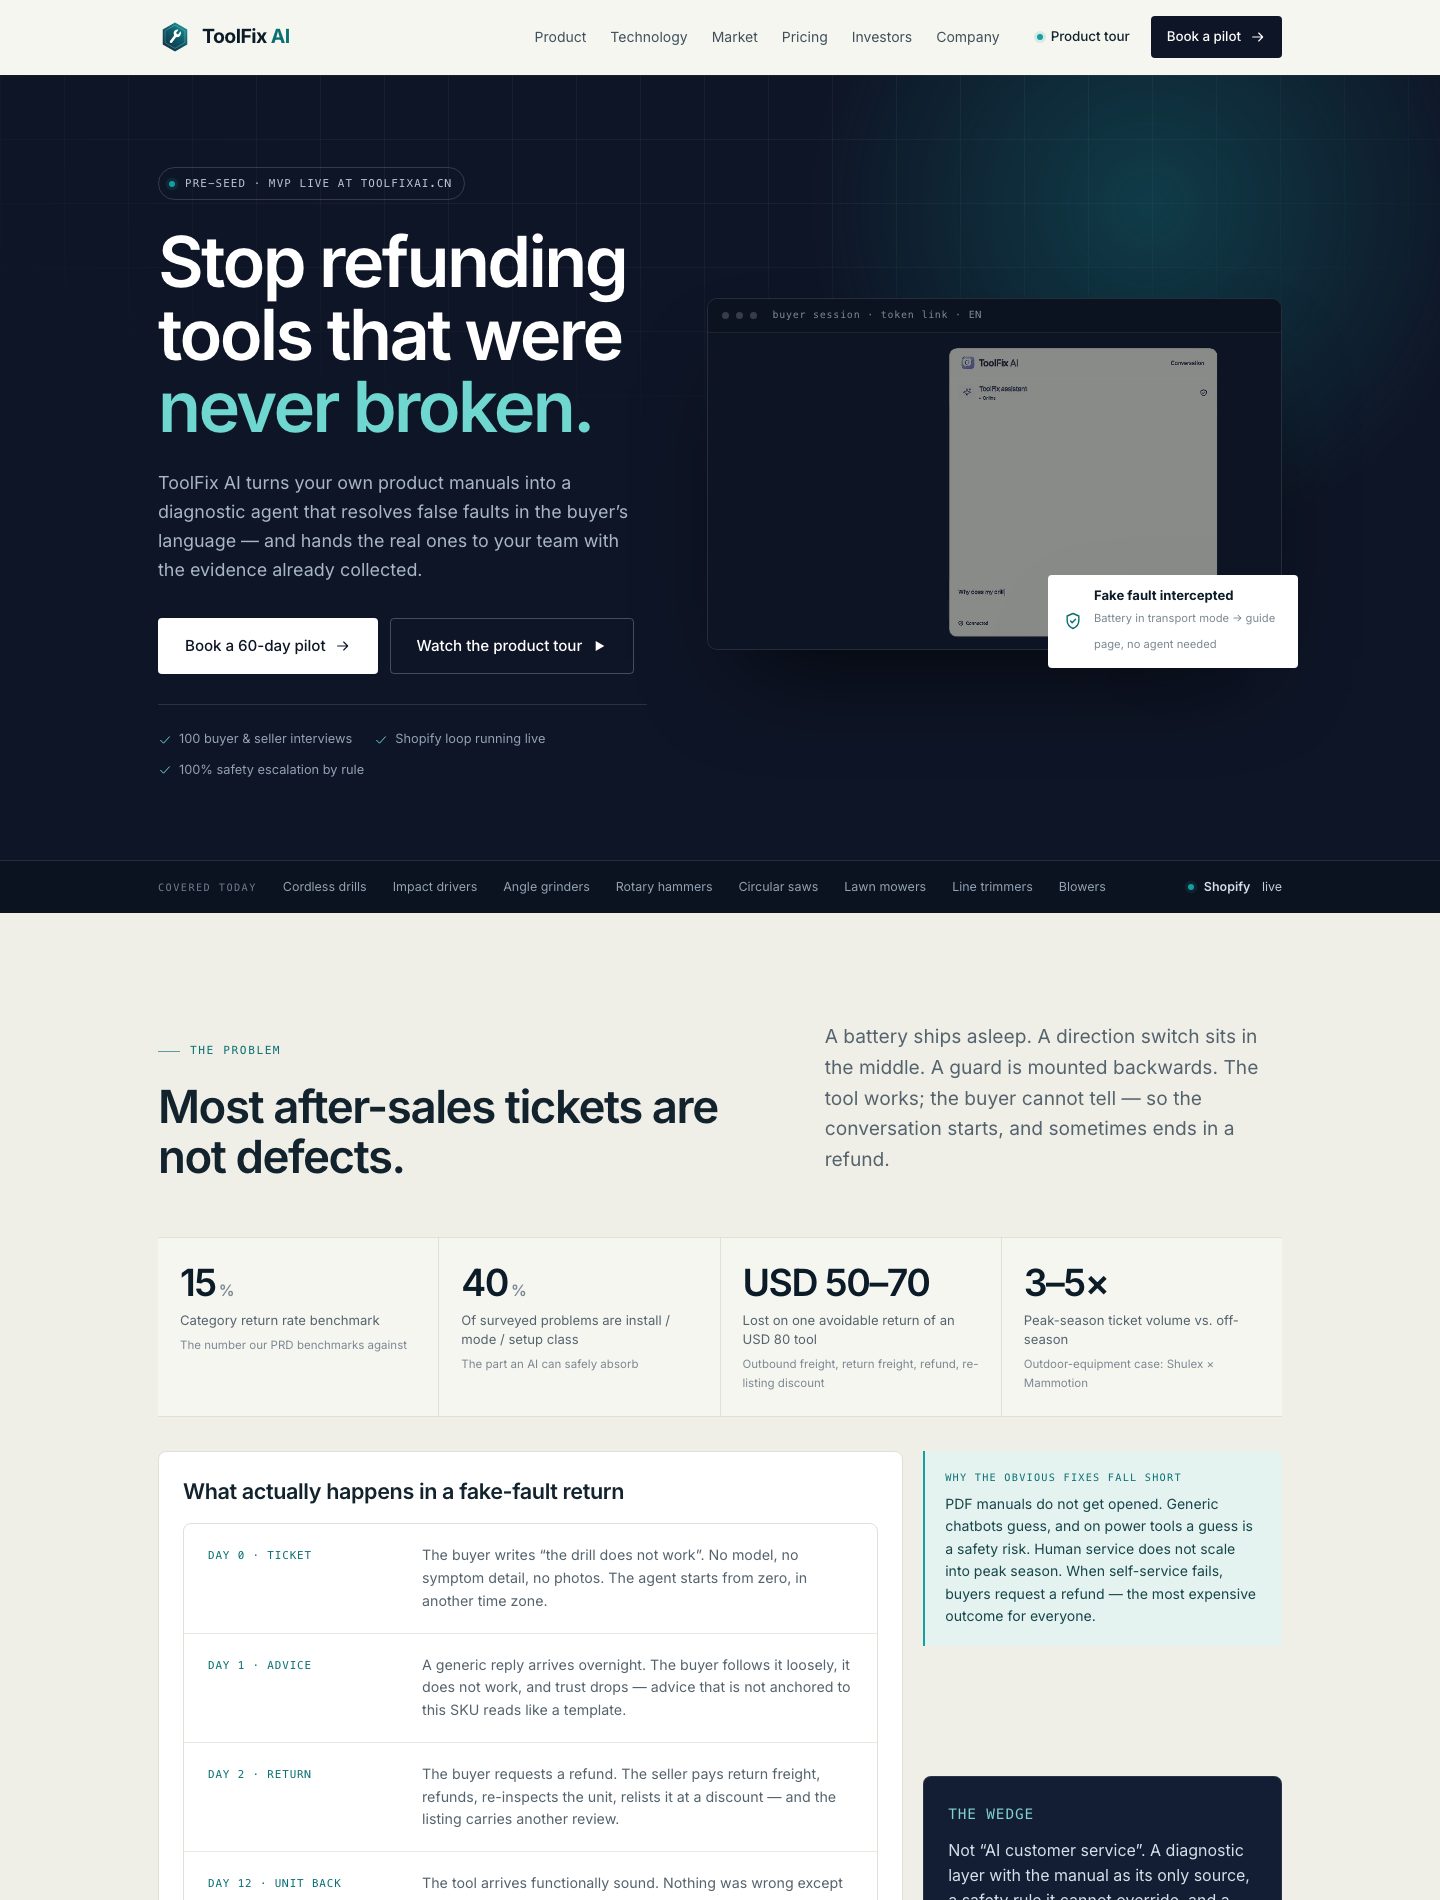 ToolFix AI
Product
Technology
Market
Pricing
Investors
Company
Product tour
Book a pilot →
PRE-SEED · MVP LIVE AT TOOLFIXAI.CN
Stop refunding
tools that were
never broken.
ToolFix AI turns your own product manuals into a
diagnostic agent that resolves false faults in the buyer’s
language — and hands the real ones to your team with
the evidence already collected.
Book a 60-day pilot →
Watch the product tour
100 buyer & seller interviews
Shopify loop running live
100% safety escalation by rule
buyer session · token link · EN
ToolFix AI
Conversation
ToolFix assistant
Online
Why does my drill
Connected
Fake fault intercepted
Battery in transport mode → guide
page, no agent needed
COVERED TODAY
Cordless drills
Impact drivers
Angle grinders
Rotary hammers
Circular saws
Lawn mowers
Line trimmers
Blowers
Shopify live
THE PROBLEM
Most after-sales tickets are
not defects.
A battery ships asleep. A direction switch sits in
the middle. A guard is mounted backwards. The
tool works; the buyer cannot tell — so the
conversation starts, and sometimes ends in a
refund.
15 %
Category return rate benchmark
The number our PRD benchmarks against
40 %
Of surveyed problems are install /
mode / setup class
The part an AI can safely absorb
USD 50–70
Lost on one avoidable return of an
USD 80 tool
Outbound freight, return freight, refund, re-
listing discount
3–5×
Peak-season ticket volume vs. off-
season
Outdoor-equipment case: Shulex ×
Mammotion
What actually happens in a fake-fault return
DAY 0 · TICKET
The buyer writes “the drill does not work”. No model, no
symptom detail, no photos. The agent starts from zero, in
another time zone.
DAY 1 · ADVICE
A generic reply arrives overnight. The buyer follows it loosely, it
does not work, and trust drops — advice that is not anchored to
this SKU reads like a template.
DAY 2 · RETURN
The buyer requests a refund. The seller pays return freight,
refunds, re-inspects the unit, relists it at a discount — and the
listing carries another review.
DAY 12 · UNIT BACK
The tool arrives functionally sound. Nothing was wrong except
WHY THE OBVIOUS FIXES FALL SHORT
PDF manuals do not get opened. Generic
chatbots guess, and on power tools a guess is
a safety risk. Human service does not scale
into peak season. When self-service fails,
buyers request a refund — the most expensive
outcome for everyone.
THE WEDGE
Not “AI customer service”. A diagnostic
layer with the manual as its only source,
a safety rule it cannot override, and a